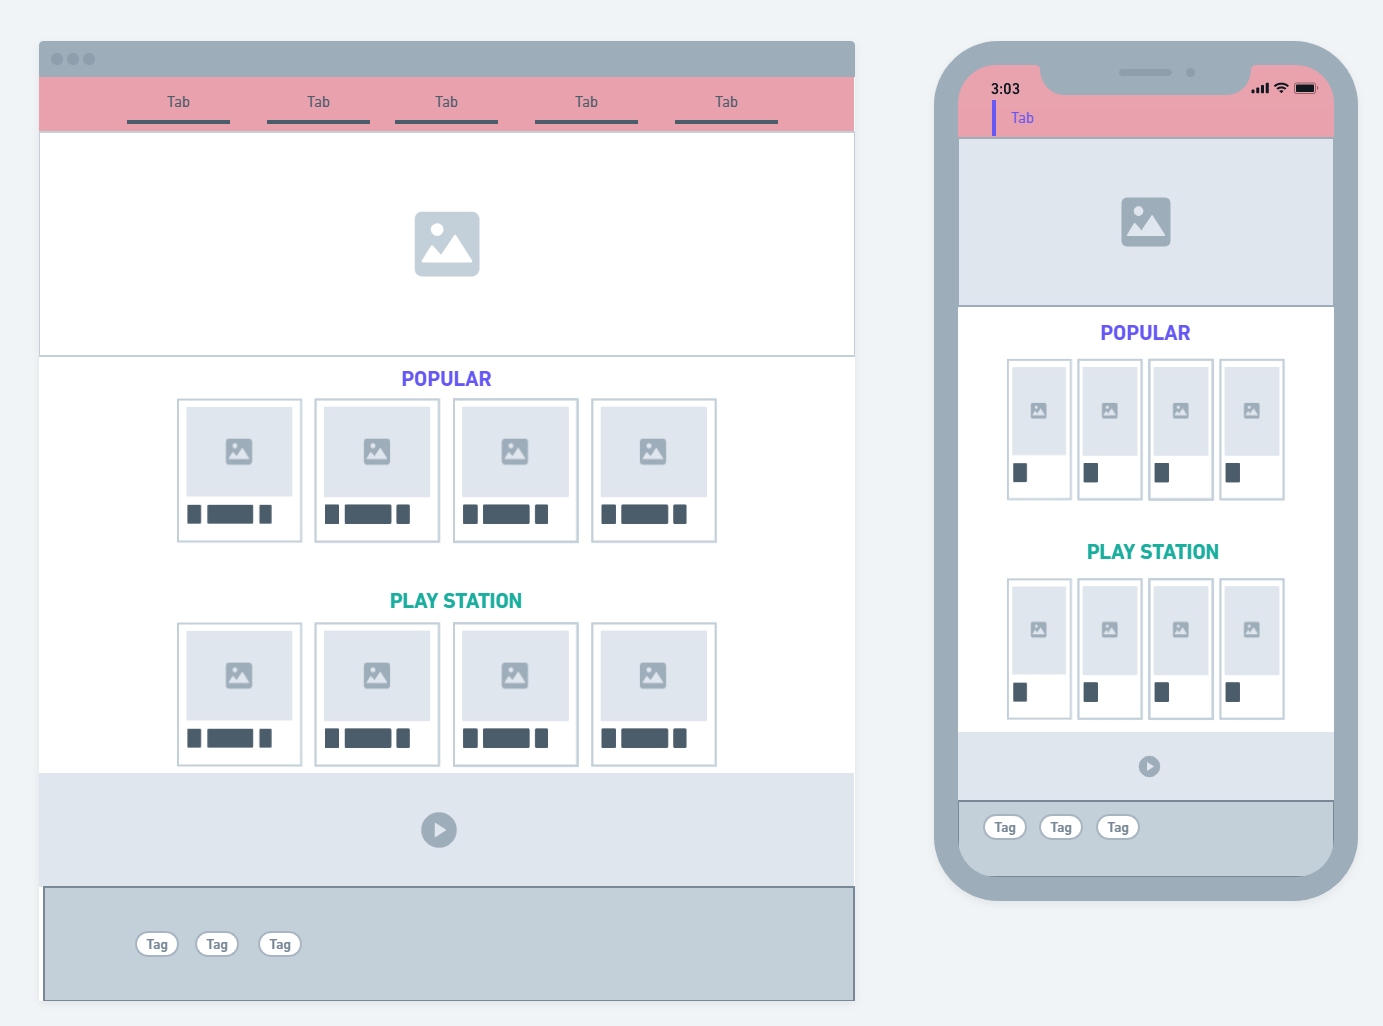 Tab Tab Tab Tab Tab
POPULAR
PLAY STATION
Tag Tag Tag
3:03
Tab
POPULAR
PLAY STATION
Tag Tag Tag